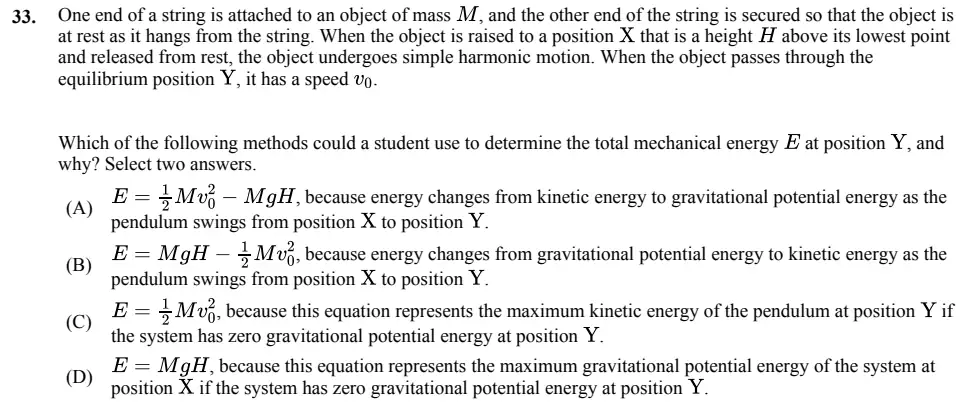 33. One end of a string is attached to an object of mass M, and the other end of the string is secured so that the object is
at rest as it hangs from the string. When the object is raised to a position X that is a height H above its lowest point
and released from rest, the object undergoes simple harmonic motion. When the object passes through the
equilibrium position Y, it has a speed v₀.
Which of the following methods could a student use to determine the total mechanical energy E at position Y, and
why? Select two answers.
(A) E = ½Mv₀² − MgH, because energy changes from kinetic energy to gravitational potential energy as the
pendulum swings from position X to position Y.
(B) E = MgH − ½Mv₀², because energy changes from gravitational potential energy to kinetic energy as the
pendulum swings from position X to position Y.
(C) E = ½Mv₀², because this equation represents the maximum kinetic energy of the pendulum at position Y if
the system has zero gravitational potential energy at position Y.
(D) E = MgH, because this equation represents the maximum gravitational potential energy of the system at
position X if the system has zero gravitational potential energy at position Y.